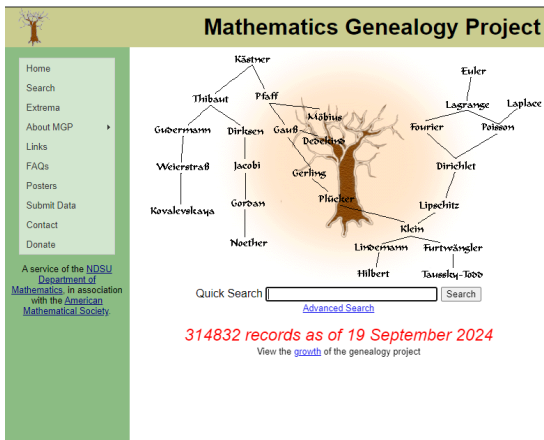 Mathematics Genealogy Project
Home
Search
Extrema
About MGP
Links
FAQs
Posters
Submit Data
Contact
Donate
A service of the NDSU
Department of
Mathematics, in association
with the American
Mathematical Society.
Kästner
Euler
Thibaut
Pfaff
Lagrange
Laplace
Möbius
Gudermann
Dirksen
Gauß
Fourier
Poisson
Dedekind
Weierstraß
Jacobi
Gerling
Dirichlet
Plücker
Kovalevskaya
Gordan
Lipschitz
Klein
Noether
Lindemann
Furtwängler
Hilbert
Taussky-Todd
Quick Search
Search
Advanced Search
314832 records as of 19 September 2024
View the growth of the genealogy project